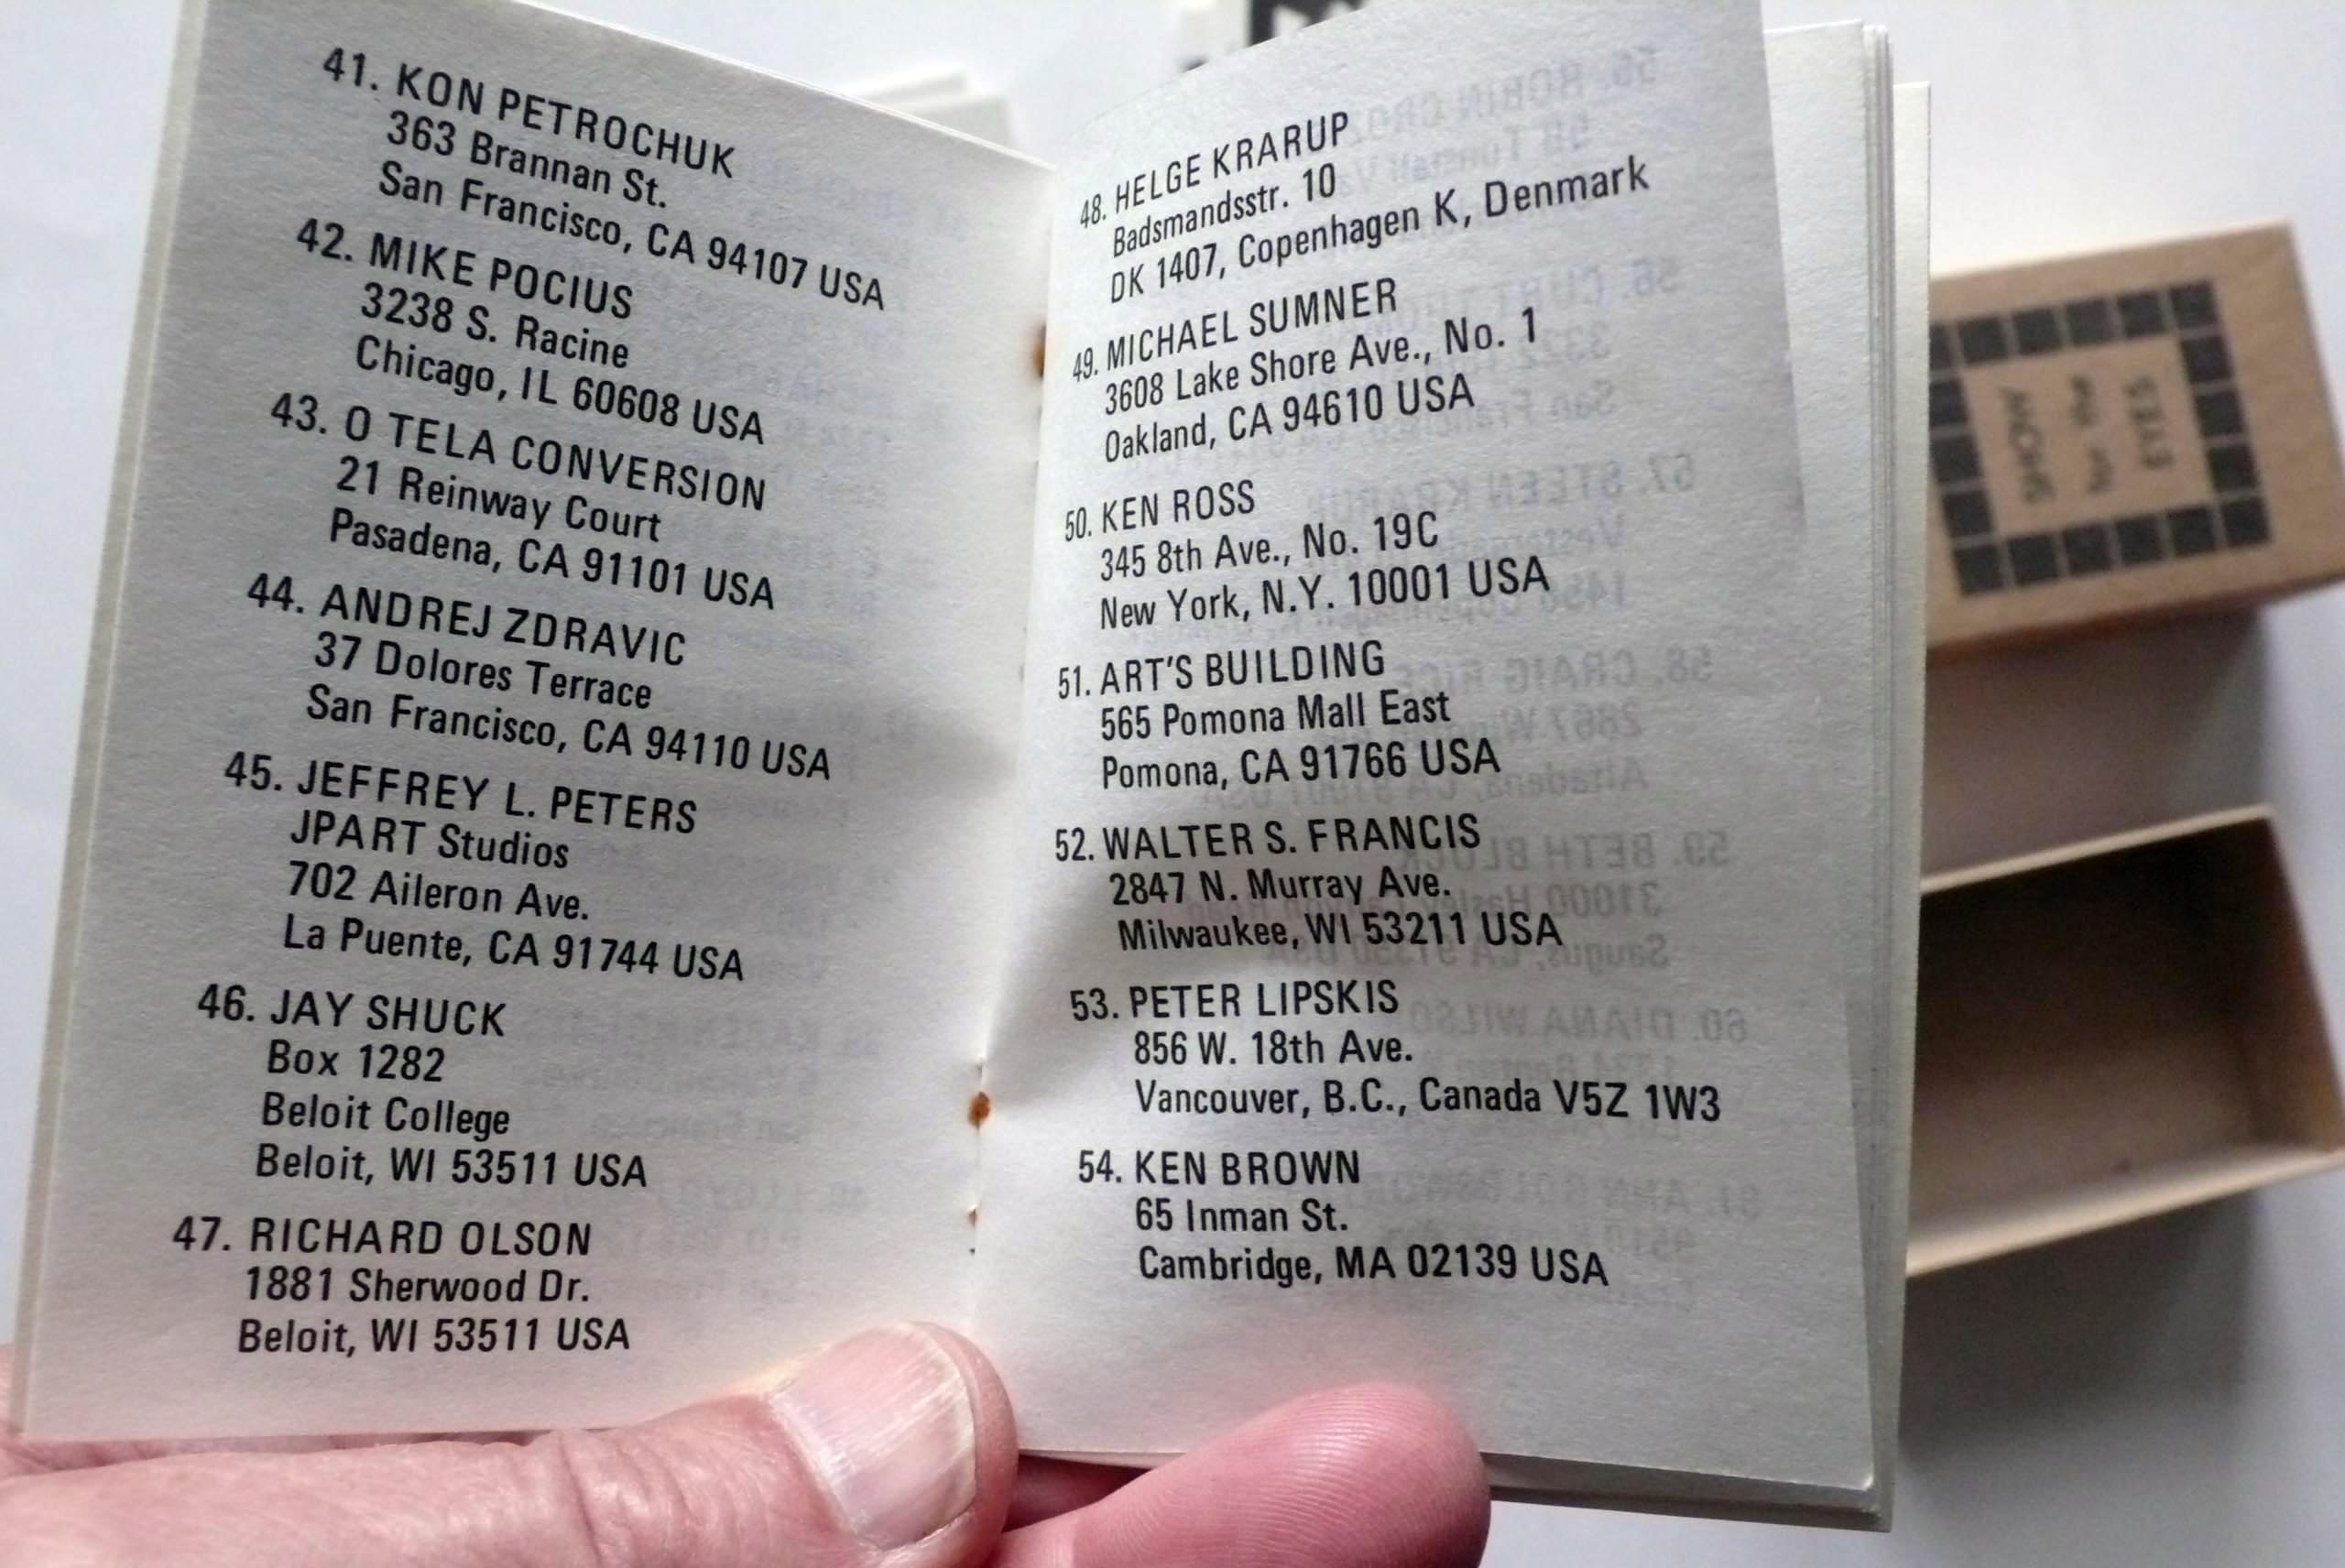 41. KON PETROCHUK
363 Brannan St.
San Francisco, CA 94107 USA
42. MIKE POCIUS
3238 S. Racine
Chicago, IL 60608 USA
43. O TELA CONVERSION
21 Reinway Court
Pasadena, CA 91101 USA
44. ANDREJ ZDRAVIC
37 Dolores Terrace
San Francisco, CA 94110 USA
45. JEFFREY L. PETERS
JPART Studios
702 Aileron Ave.
La Puente, CA 91744 USA
46. JAY SHUCK
Box 1282
Beloit College
Beloit, WI 53511 USA
47. RICHARD OLSON
1881 Sherwood Dr.
Beloit, WI 53511 USA
48. HELGE KRARUP
Badsmandsstr. 10
DK 1407, Copenhagen K, Denmark
49. MICHAEL SUMNER
3608 Lake Shore Ave., No. 1
Oakland, CA 94610 USA
50. KEN ROSS
345 8th Ave., No. 19C
New York, N.Y. 10001 USA
51. ART'S BUILDING
565 Pomona Mall East
Pomona, CA 91766 USA
52. WALTER S. FRANCIS
2847 N. Murray Ave.
Milwaukee, WI 53211 USA
53. PETER LIPSKIS
856 W. 18th Ave.
Vancouver, B.C., Canada V5Z 1W3
54. KEN BROWN
65 Inman St.
Cambridge, MA 02139 USA
SHOW
for the
EYES